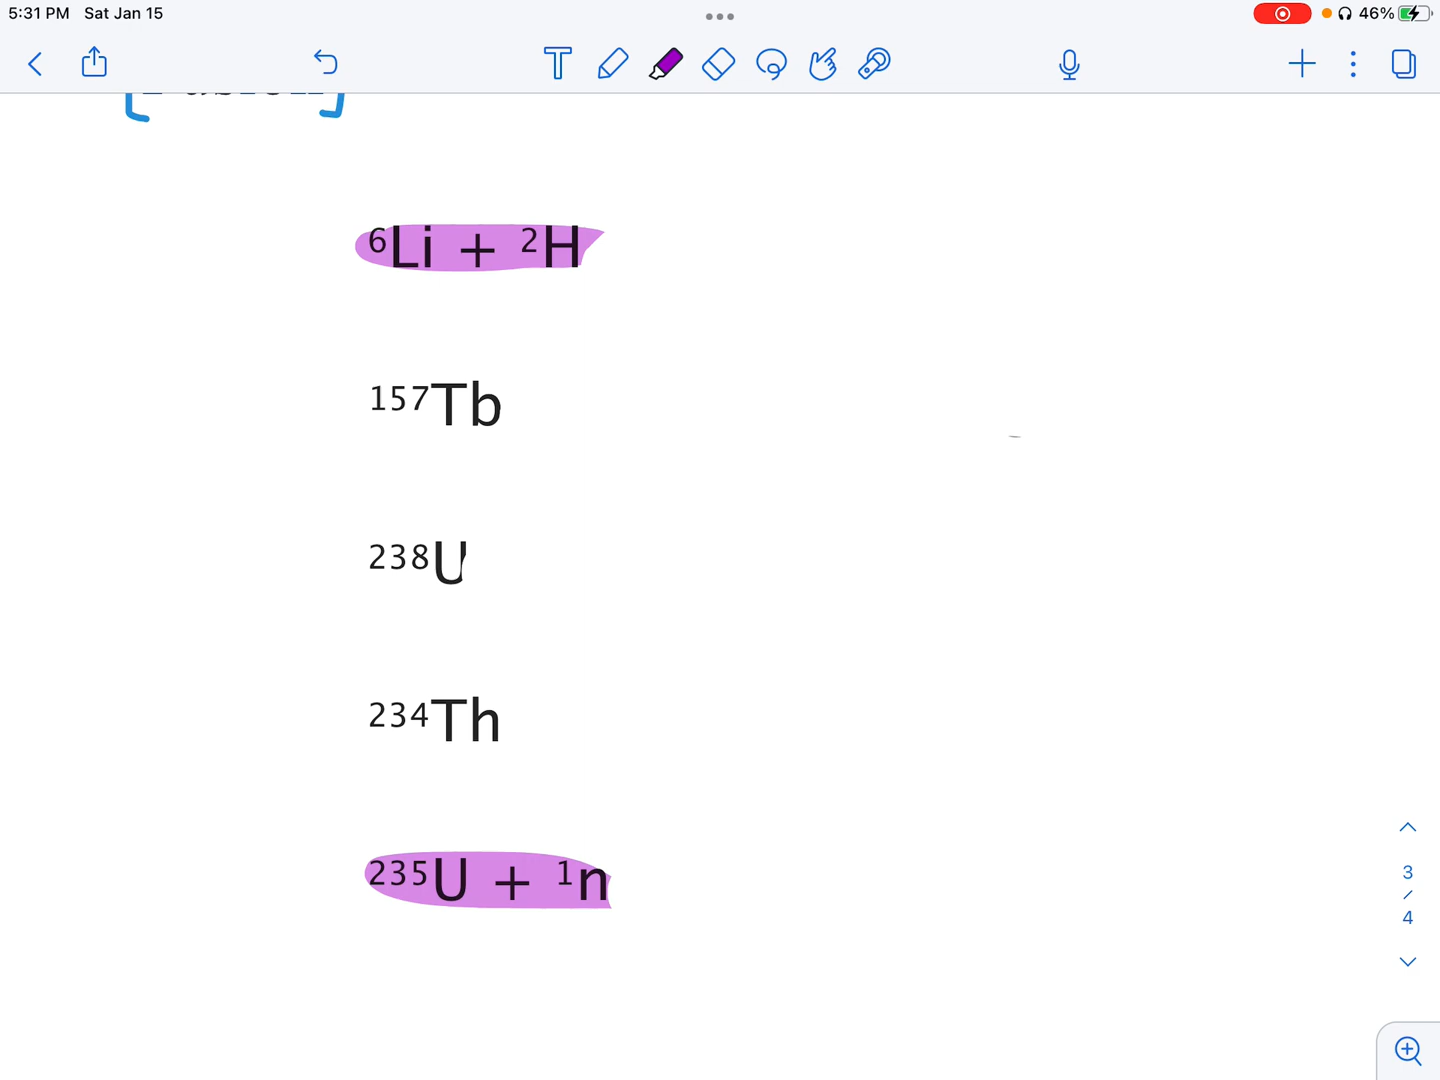 5:31 PM Sat Jan 15
46%
⁶Li + ²H
¹⁵⁷Tb
²³⁸U
²³⁴Th
²³⁵U + ¹n
3
/
4